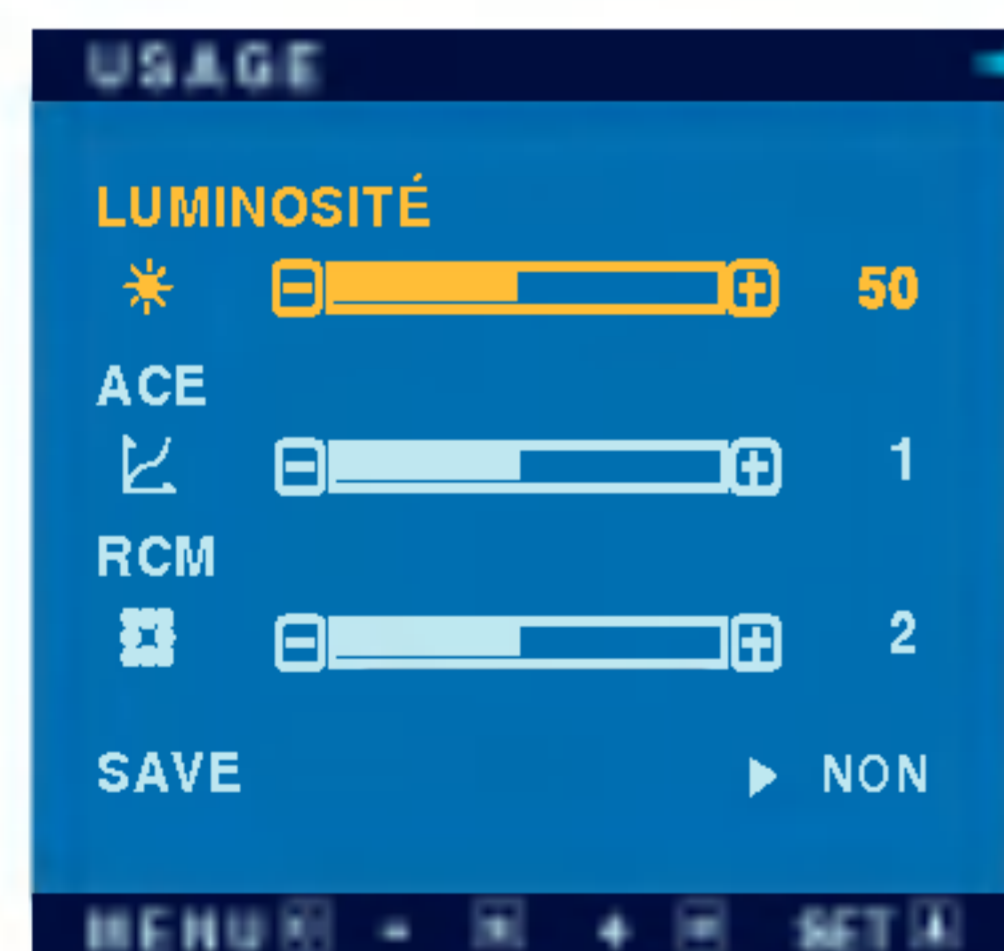 USAGE
LUMINOSITÉ
50
ACE
1
RCM
2
SAVE NON
MENU - + SET